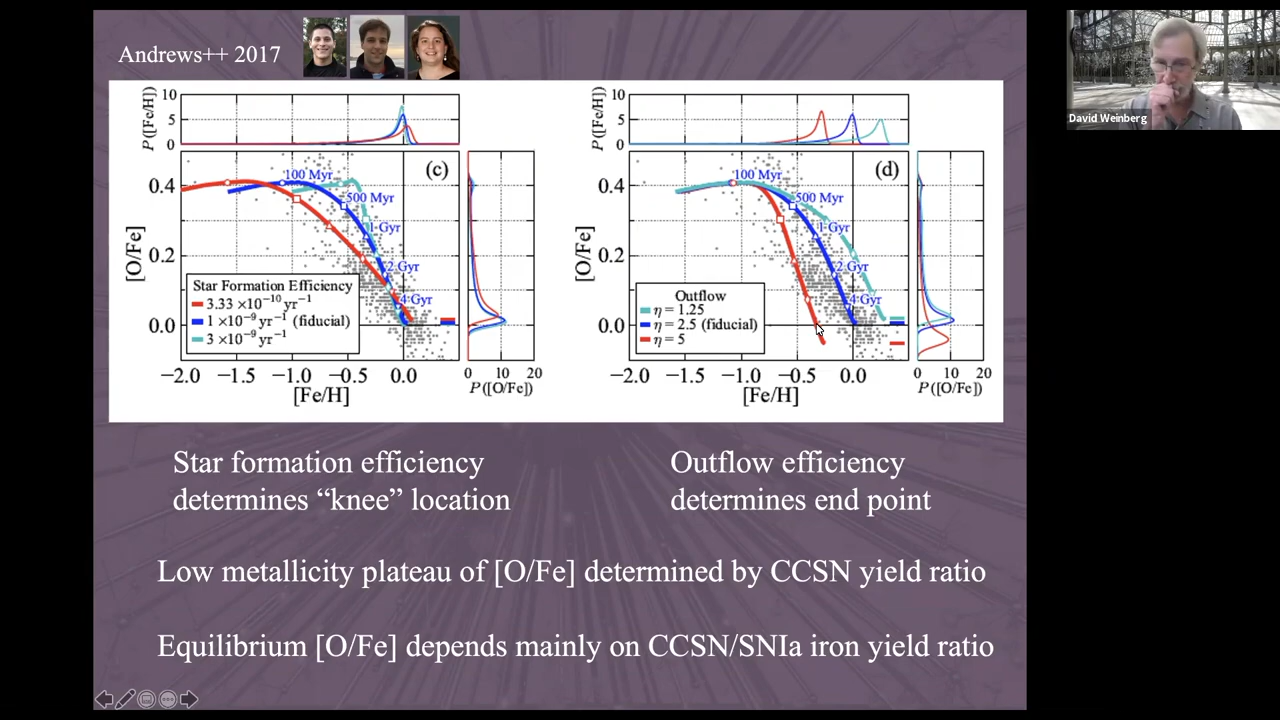 Andrews++ 2017
David Weinberg
P([Fe/H])
10
5
0
(c)
100 Myr
500 Myr
1 Gyr
2 Gyr
4 Gyr
[O/Fe]
0.4
0.2
0.0
Star Formation Efficiency
3.33 ×10⁻¹⁰ yr⁻¹
1 ×10⁻⁹ yr⁻¹ (fiducial)
3 ×10⁻⁹ yr⁻¹
−2.0 −1.5 −1.0 −0.5 0.0
[Fe/H]
0 10 20
P([O/Fe])
P([Fe/H])
10
5
0
(d)
100 Myr
500 Myr
1 Gyr
2 Gyr
4 Gyr
[O/Fe]
0.4
0.2
0.0
Outflow
η = 1.25
η = 2.5 (fiducial)
η = 5
−2.0 −1.5 −1.0 −0.5 0.0
[Fe/H]
0 10 20
P([O/Fe])
Star formation efficiency
determines “knee” location
Outflow efficiency
determines end point
Low metallicity plateau of [O/Fe] determined by CCSN yield ratio
Equilibrium [O/Fe] depends mainly on CCSN/SNIa iron yield ratio